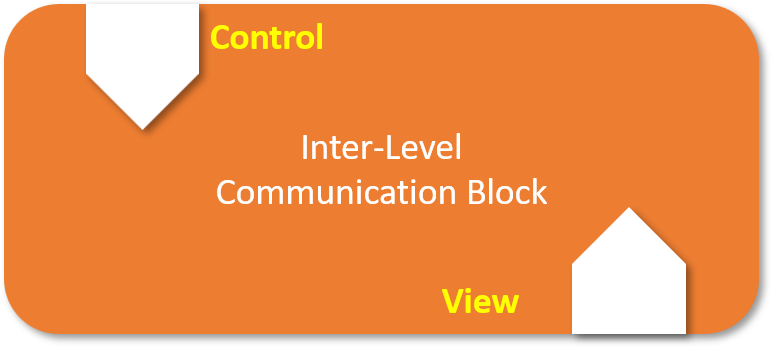 Control
Inter-Level
Communication Block
View